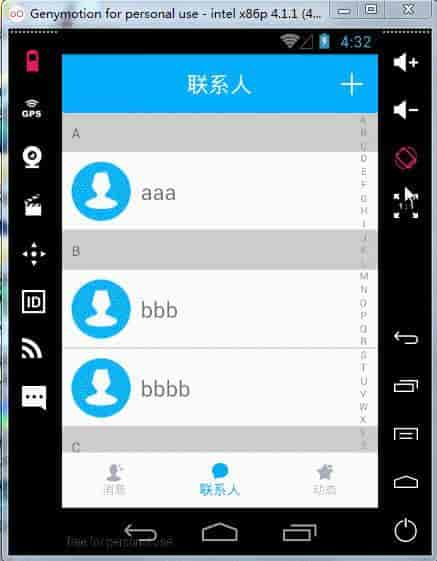 Genymotion for personal use - intel x86p 4.1.1 (4...
4:32
GPS
联系人
A
aaa
B
bbb
bbbb
C
A
B
C
D
E
F
G
H
I
J
K
L
M
N
O
P
Q
R
S
T
U
V
W
X
Y
Z
ID
1:1
消息
联系人
动态
free for personal use